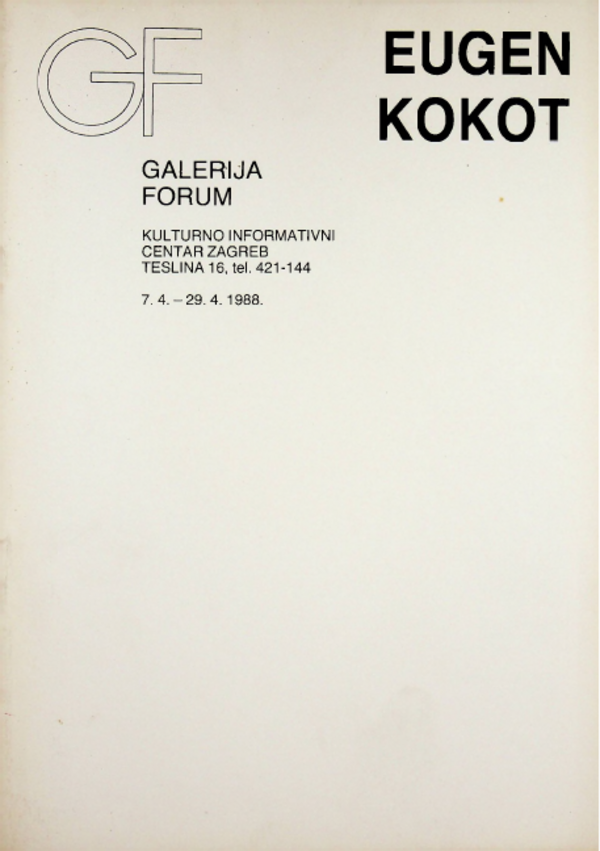 GF
EUGEN
KOKOT
GALERIJA
FORUM
KULTURNO INFORMATIVNI
CENTAR ZAGREB
TESLINA 16, tel. 421-144
7. 4. – 29. 4. 1988.